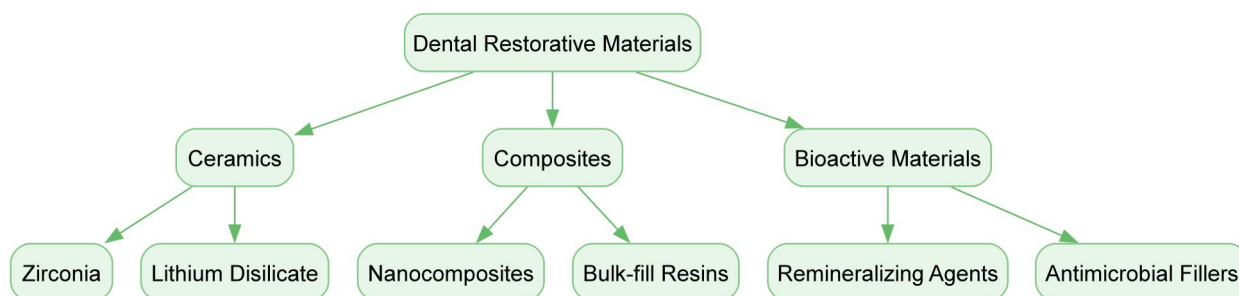 Dental Restorative Materials
Ceramics
Composites
Bioactive Materials
Zirconia
Lithium Disilicate
Nanocomposites
Bulk-fill Resins
Remineralizing Agents
Antimicrobial Fillers